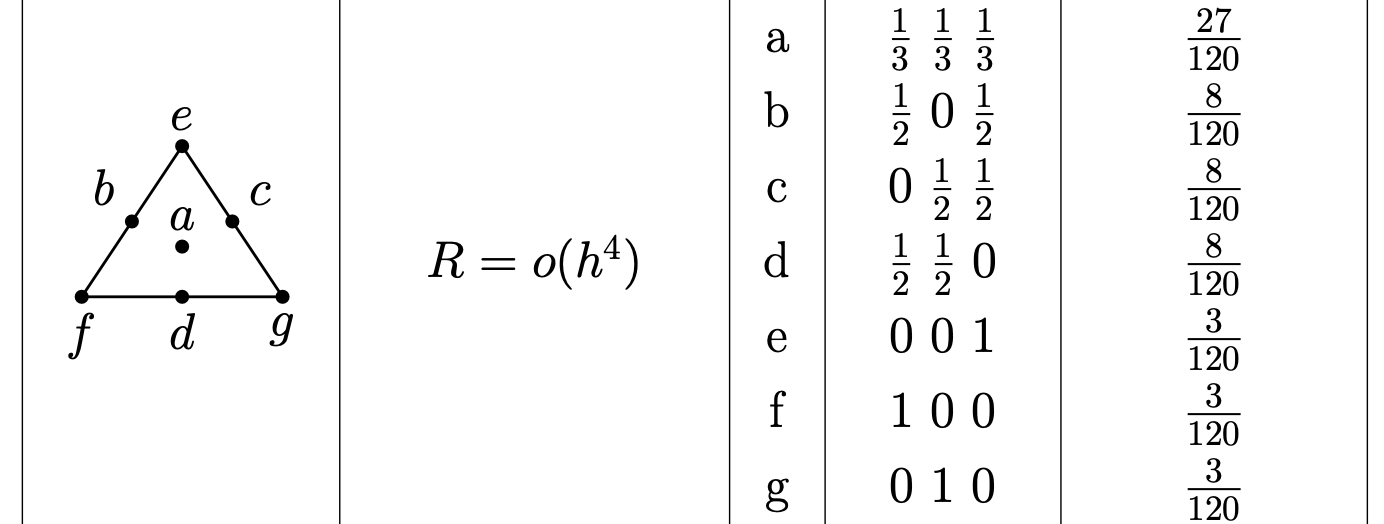 e
b
c
a
f
d
g
R = o(h⁴)
a 1/3 1/3 1/3 27/120
b 1/2 0 1/2 8/120
c 0 1/2 1/2 8/120
d 1/2 1/2 0 8/120
e 0 0 1 3/120
f 1 0 0 3/120
g 0 1 0 3/120